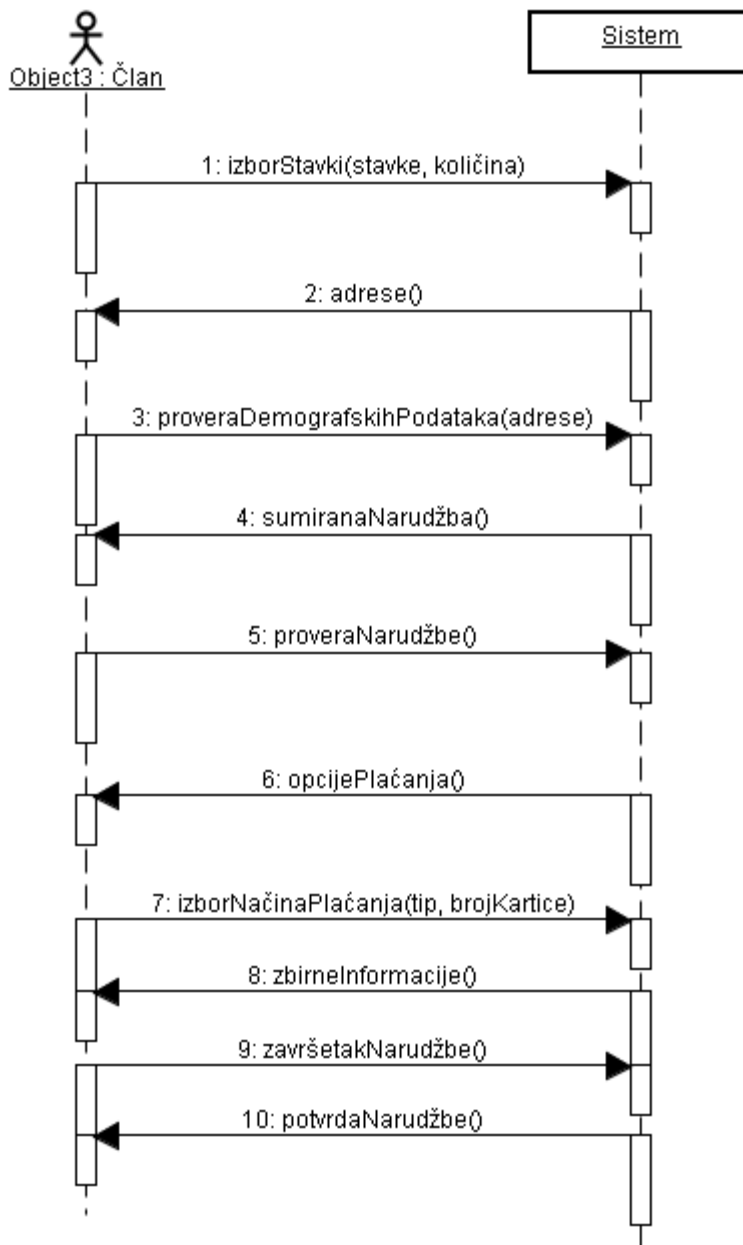 Object3 : Član
Sistem
1: izborStavki(stavke, količina)
2: adrese()
3: proveraDemografskihPodataka(adrese)
4: sumiranaNarudžba()
5: proveraNarudžbe()
6: opcijePlaćanja()
7: izborNačinaPlaćanja(tip, brojKartice)
8: zbirneInformacije()
9: završetakNarudžbe()
10: potvrdaNarudžbe()